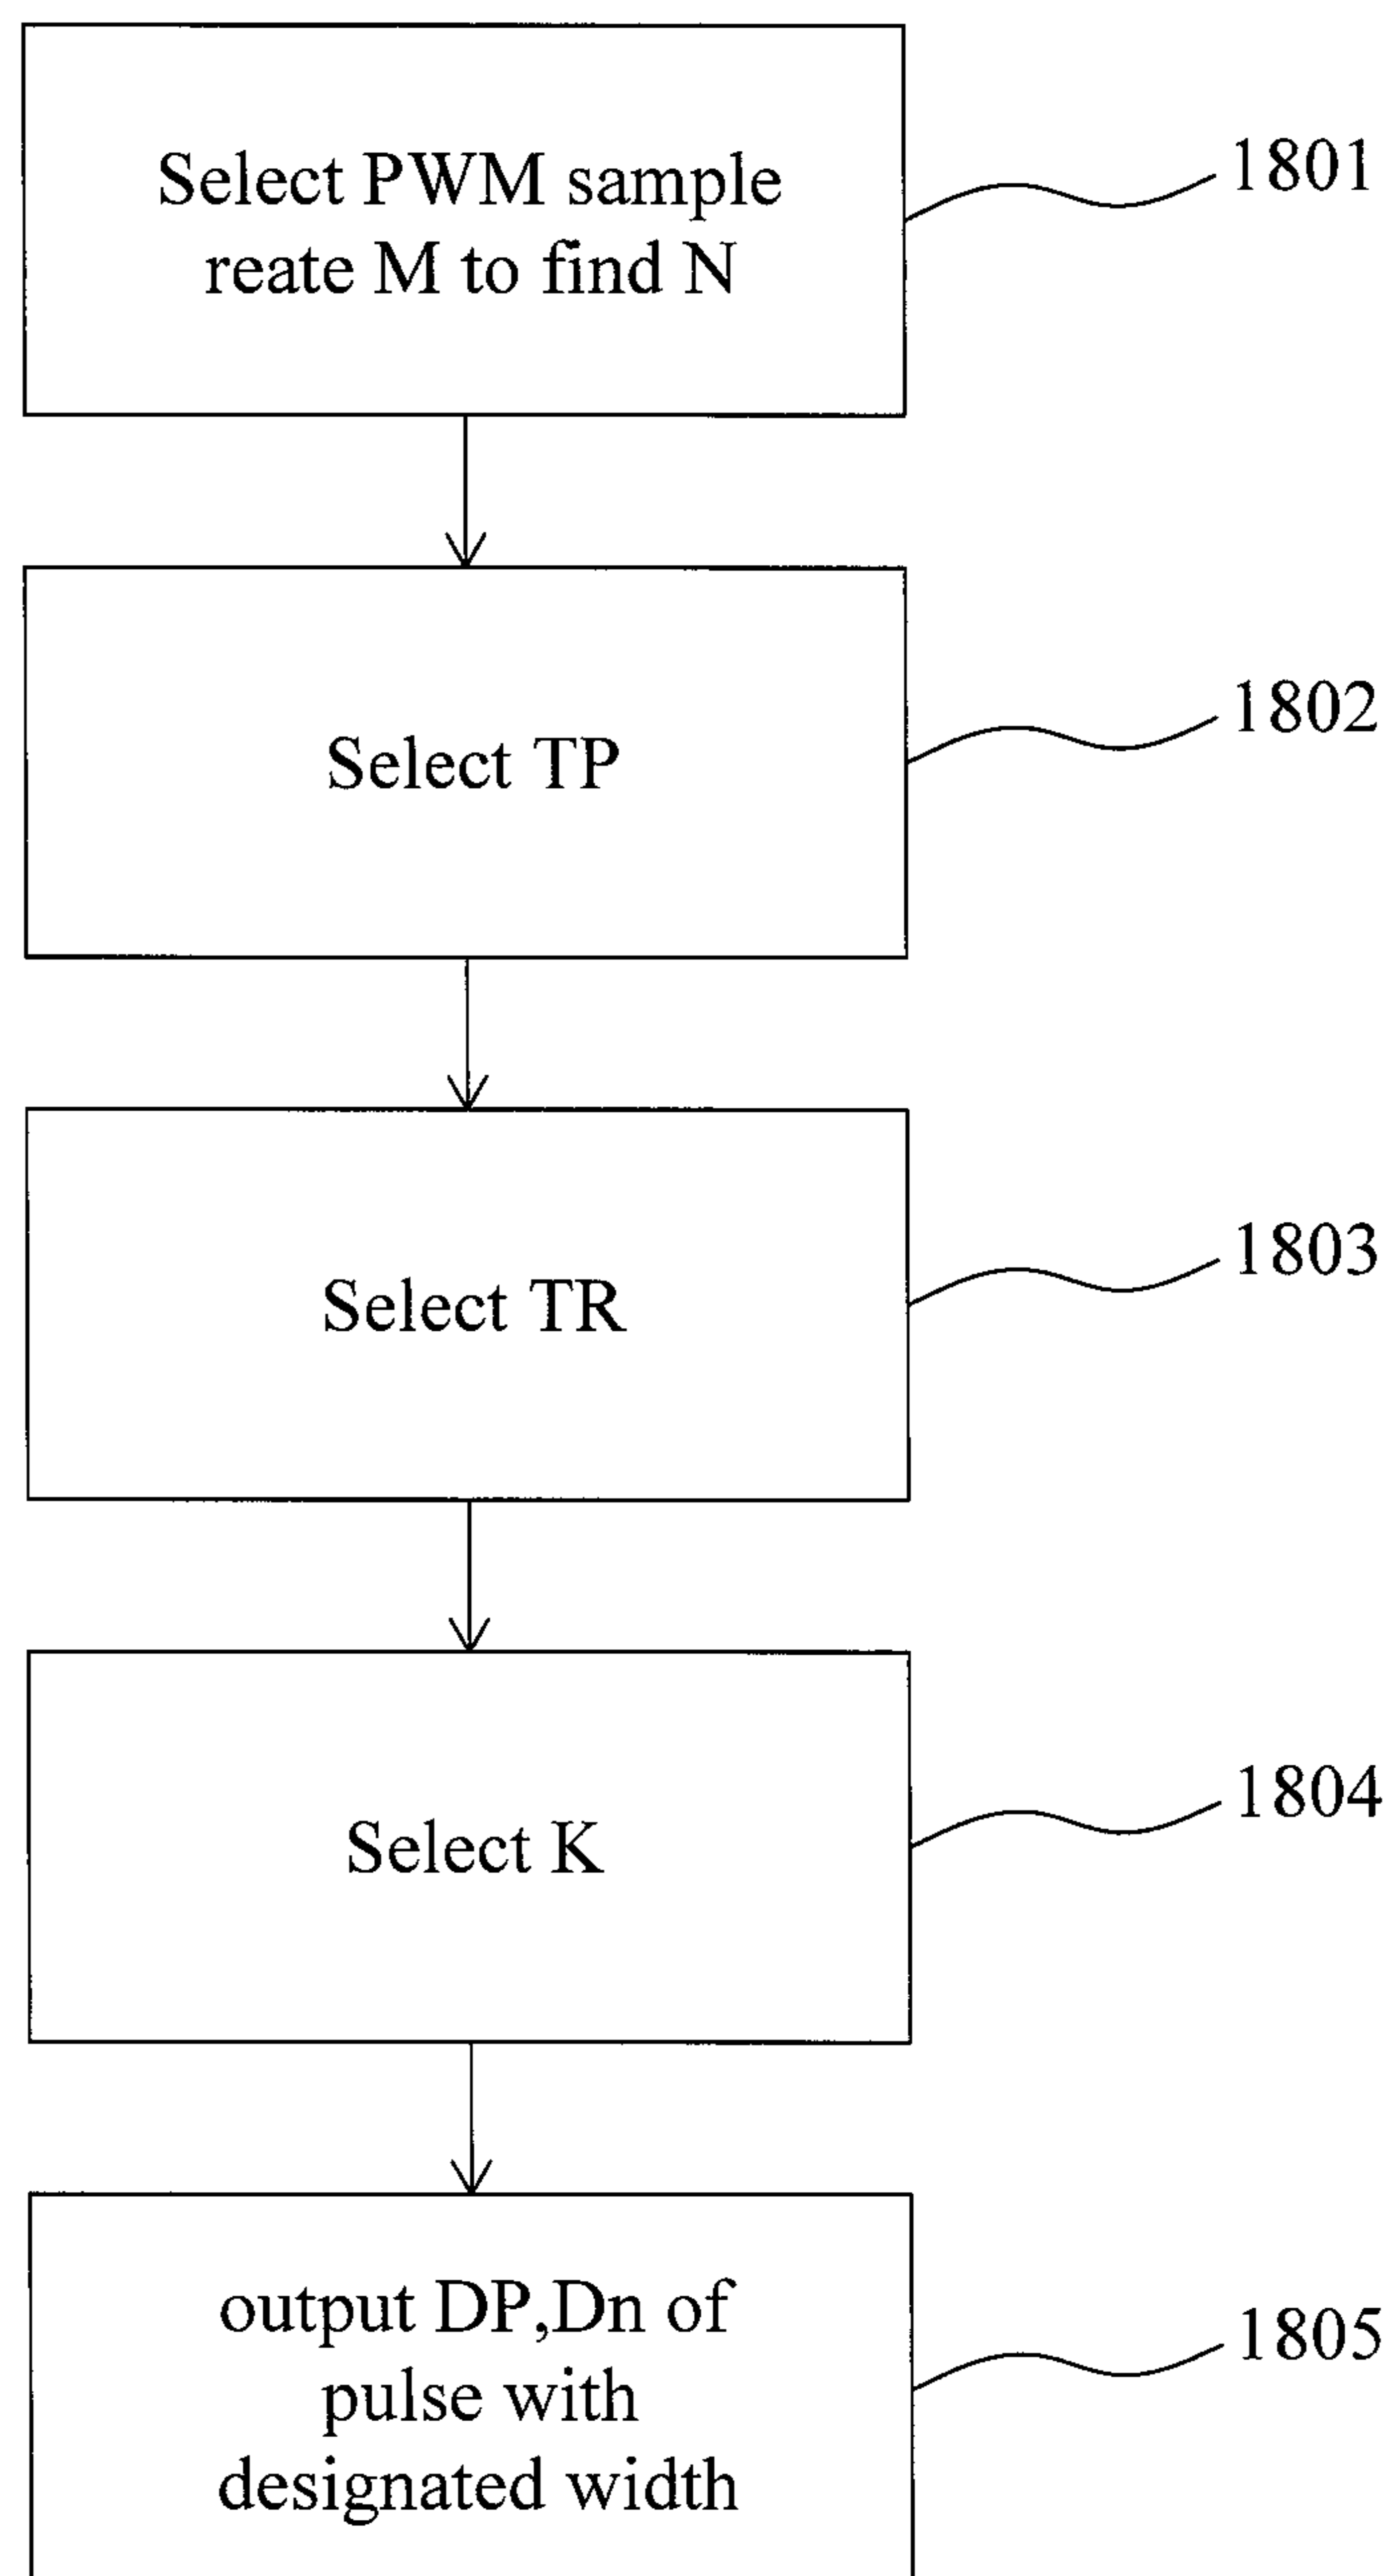 Select PWM sample
reate M to find N
1801
Select TP
1802
Select TR
1803
Select K
1804
output DP,Dn of
pulse with
designated width
1805